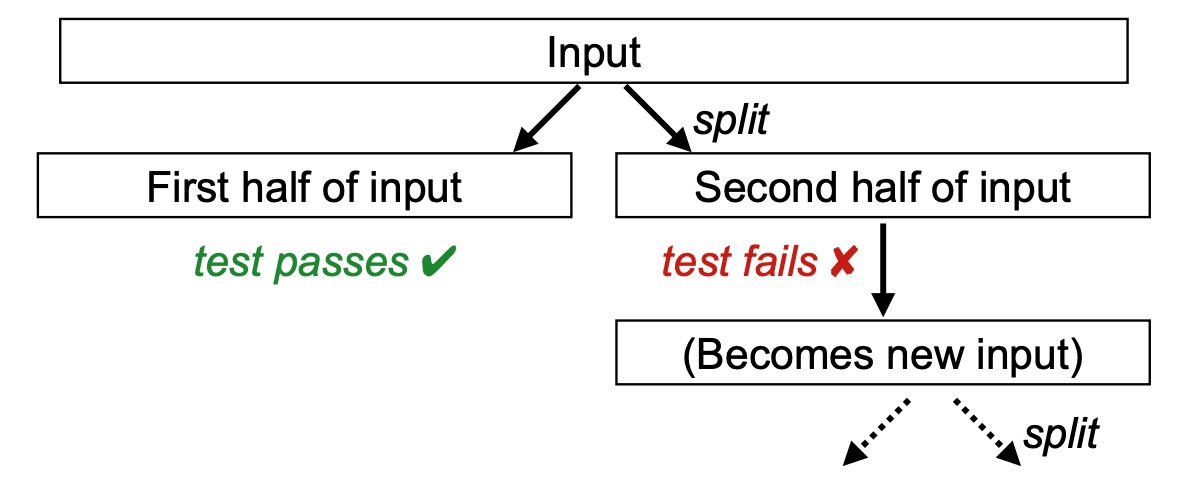 Input
split
First half of input
Second half of input
test passes ✔
test fails ✘
(Becomes new input)
split